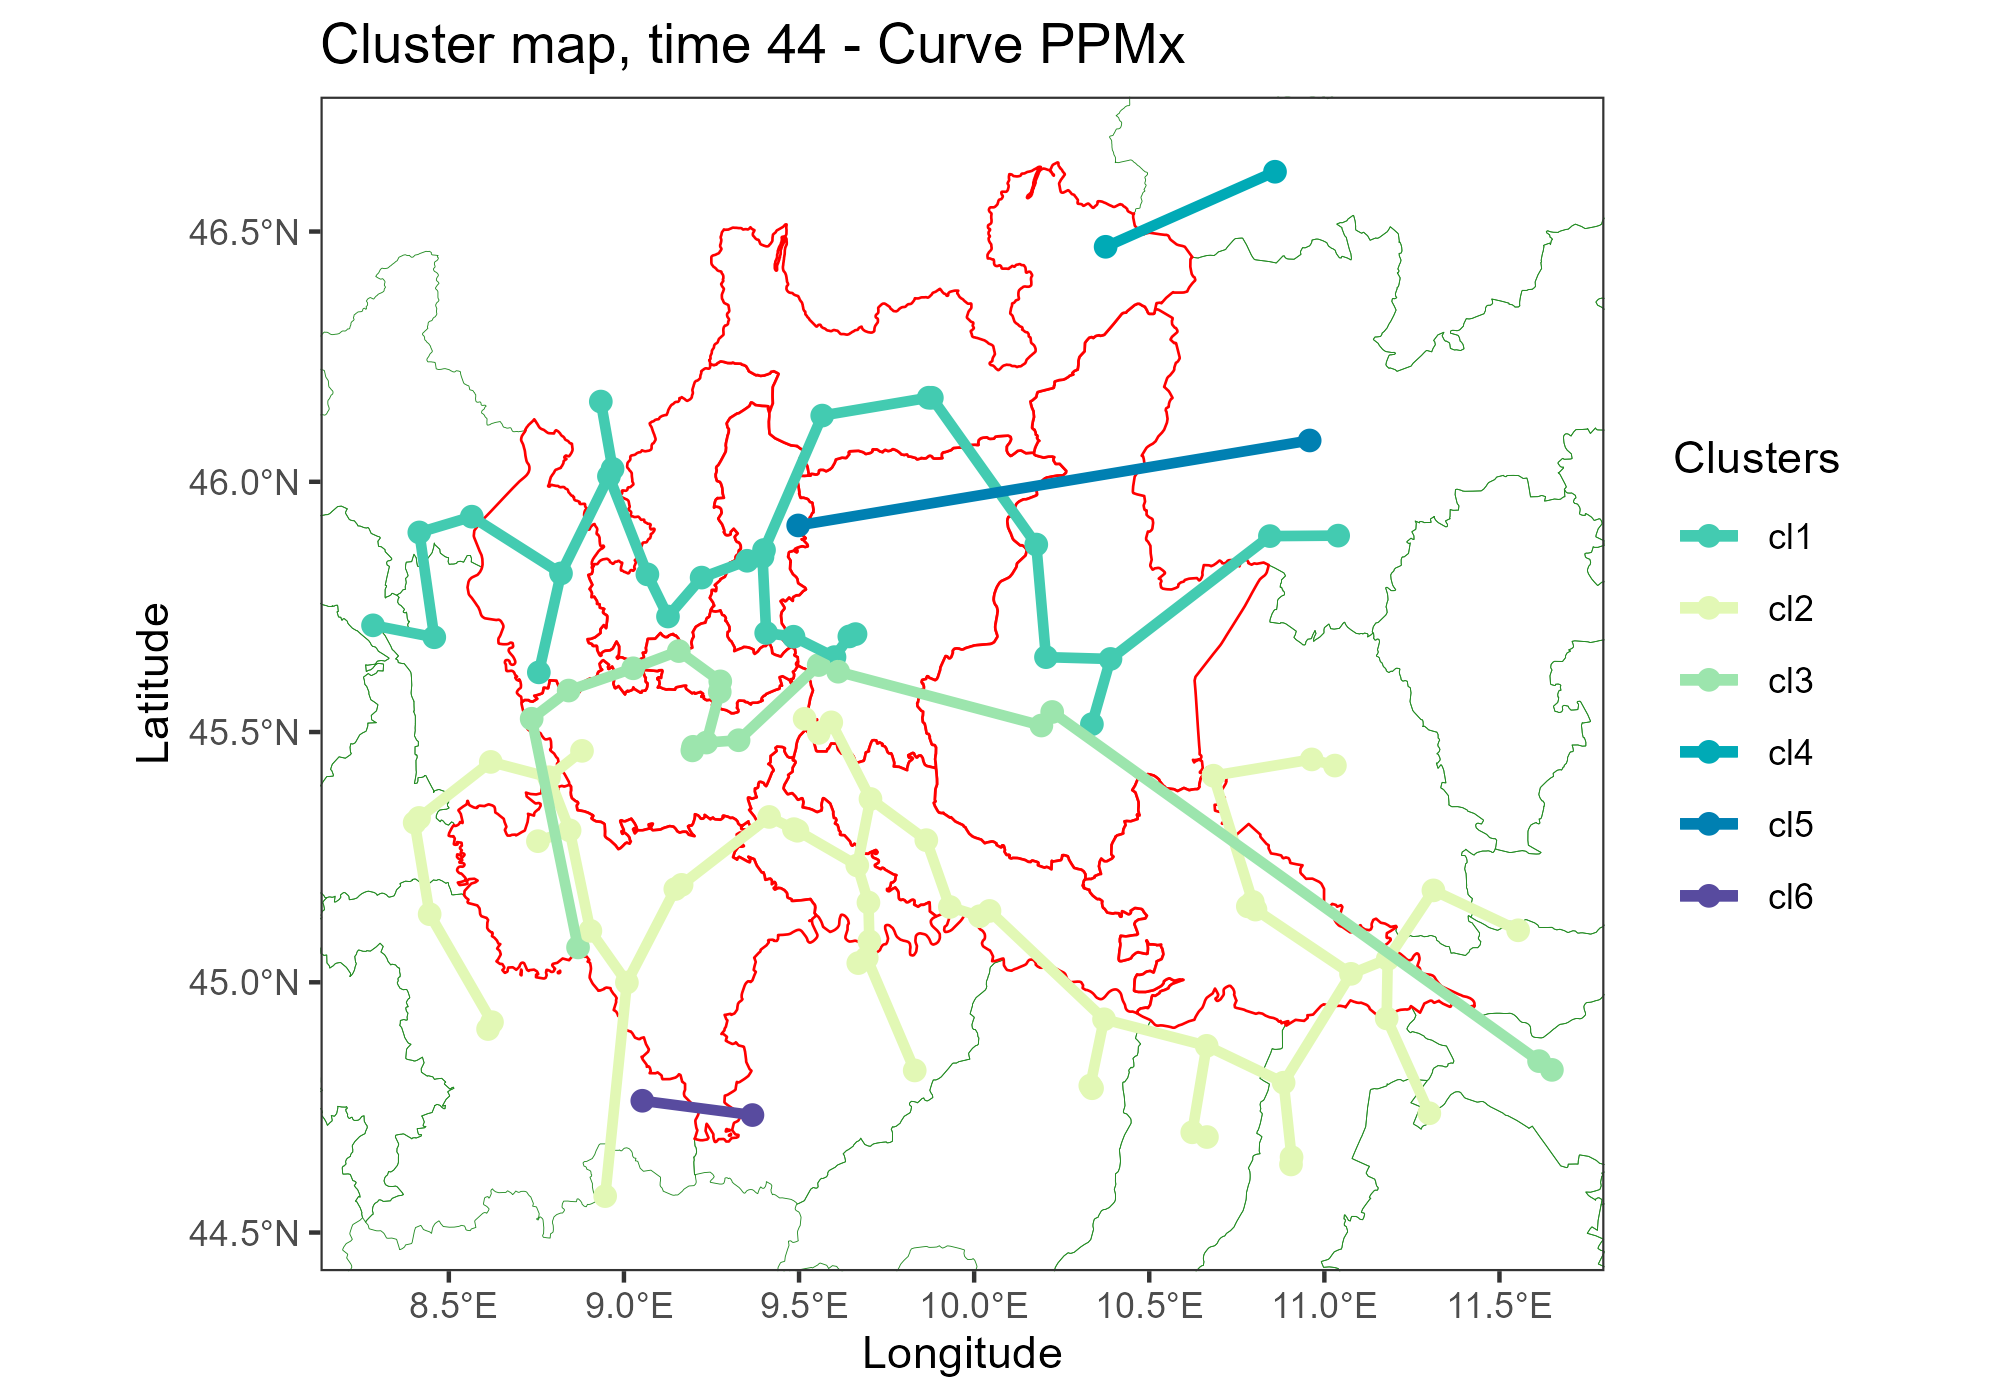 Cluster map, time 44 - Curve PPMx
46.5°N
46.0°N
45.5°N
45.0°N
44.5°N
Latitude
8.5°E
9.0°E
9.5°E
10.0°E
10.5°E
11.0°E
11.5°E
Longitude
Clusters
cl1
cl2
cl3
cl4
cl5
cl6